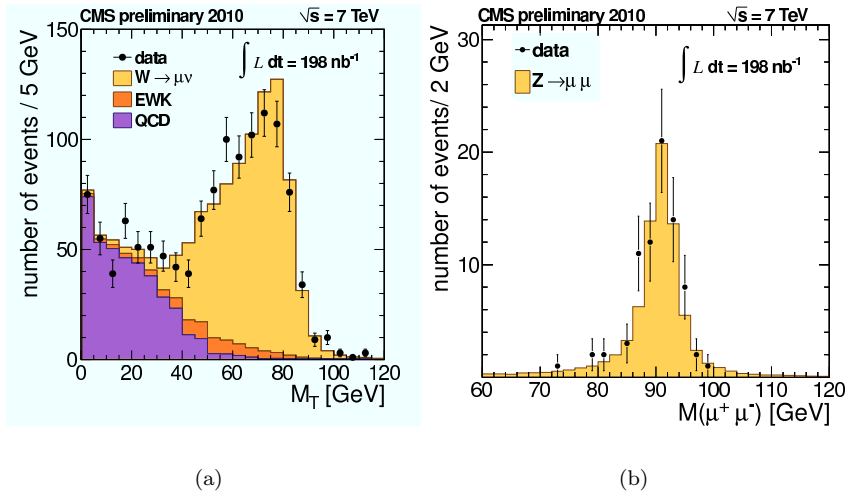 CMS preliminary 2010 √s = 7 TeV
number of events / 5 GeV
150
100
50
0
data
W → μν
EWK
QCD
∫ L dt = 198 nb⁻¹
0 20 40 60 80 100 120
M_T [GeV]
(a)
CMS preliminary 2010 √s = 7 TeV
number of events/ 2 GeV
30
20
10
data
Z → μ μ
∫ L dt = 198 nb⁻¹
60 70 80 90 100 110 120
M(μ⁺ μ⁻) [GeV]
(b)